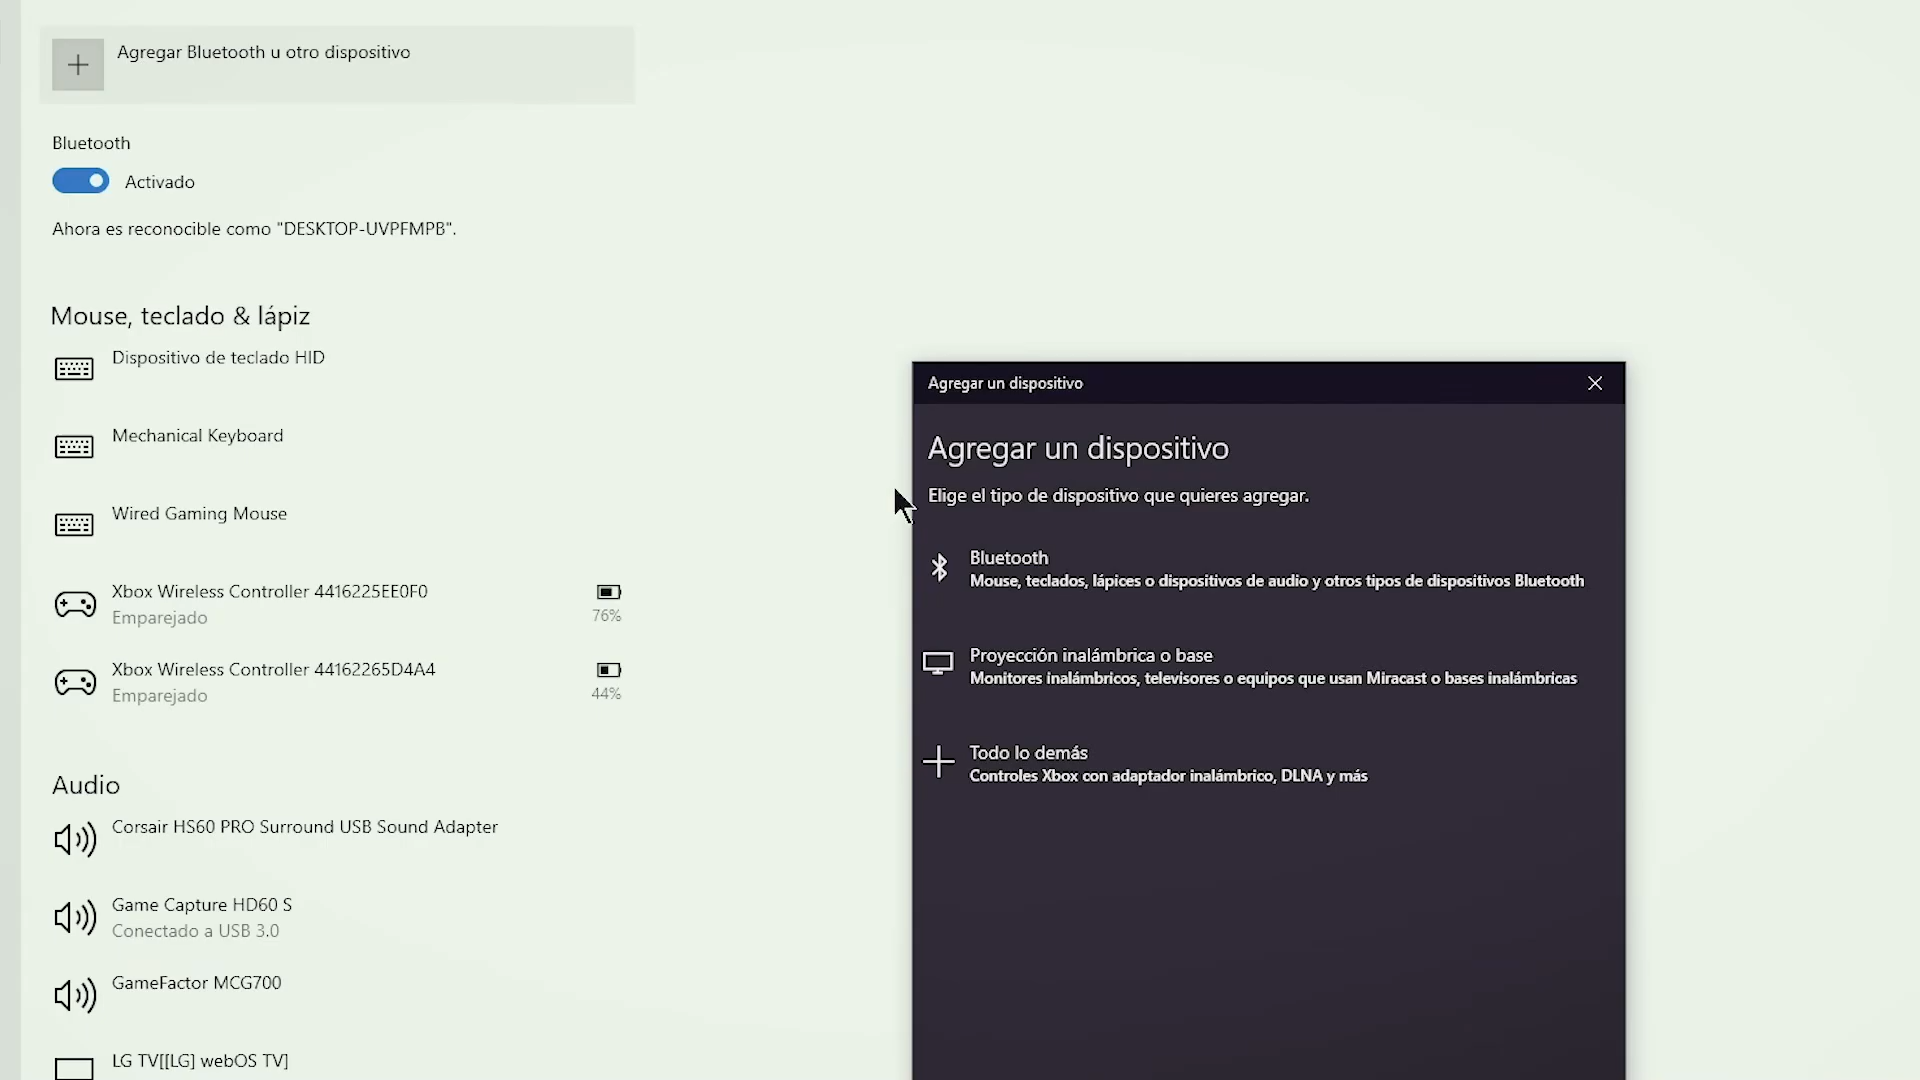 Agregar Bluetooth u otro dispositivo
Bluetooth
Activado
Ahora es reconocible como "DESKTOP-UVPFMPB".
Mouse, teclado & lápiz
Dispositivo de teclado HID
Mechanical Keyboard
Wired Gaming Mouse
Xbox Wireless Controller 4416225EE0F0
Emparejado
76%
Xbox Wireless Controller 44162265D4A4
Emparejado
44%
Audio
Corsair HS60 PRO Surround USB Sound Adapter
Game Capture HD60 S
Conectado a USB 3.0
GameFactor MCG700
LG TV[[LG] webOS TV]
Agregar un dispositivo
Agregar un dispositivo
Elige el tipo de dispositivo que quieres agregar.
Bluetooth
Mouse, teclados, lápices o dispositivos de audio y otros tipos de dispositivos Bluetooth
Proyección inalámbrica o base
Monitores inalámbricos, televisores o equipos que usan Miracast o bases inalámbricas
Todo lo demás
Controles Xbox con adaptador inalámbrico, DLNA y más